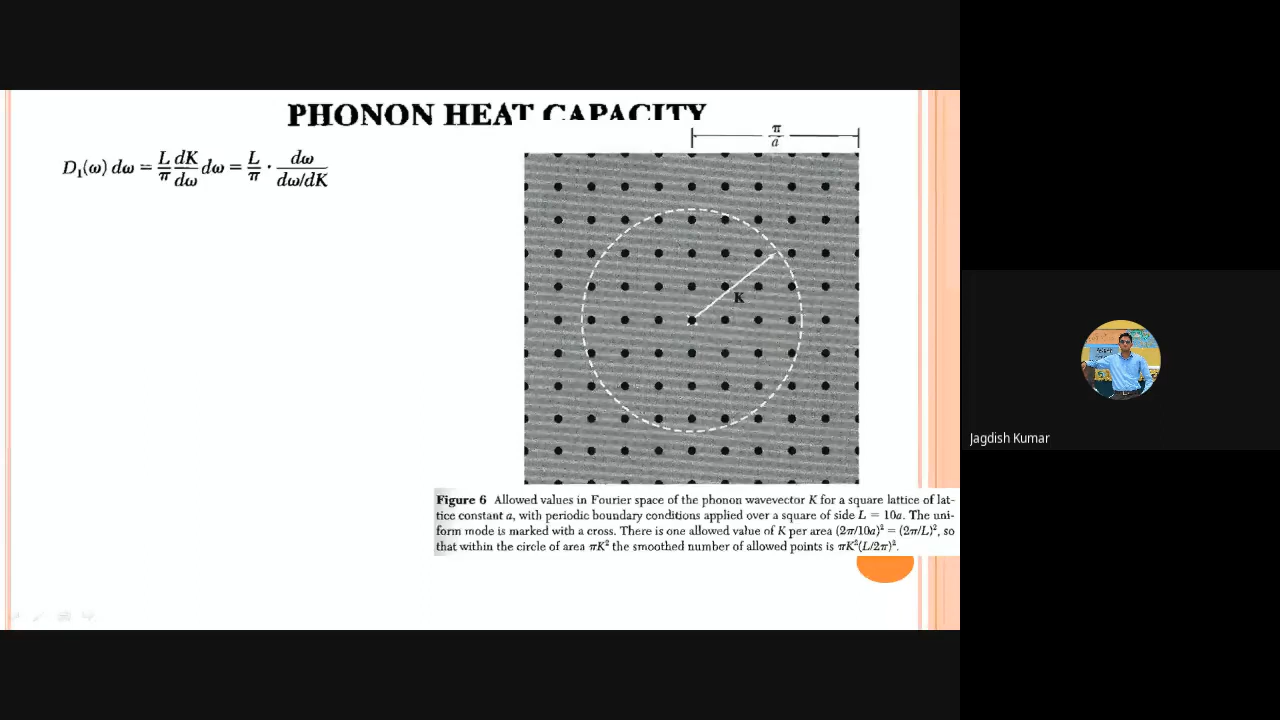 PHONON HEAT CAPACITY
D₁(ω) dω = L/π dK/dω dω = L/π · dω/(dω/dK)
π/a
K
Figure 6 Allowed values in Fourier space of the phonon wavevector K for a square lattice of lat-
tice constant a, with periodic boundary conditions applied over a square of side L = 10a. The uni-
form mode is marked with a cross. There is one allowed value of K per area (2π/10a)² = (2π/L)², so
that within the circle of area πK² the smoothed number of allowed points is πK²(L/2π)².
Jagdish Kumar